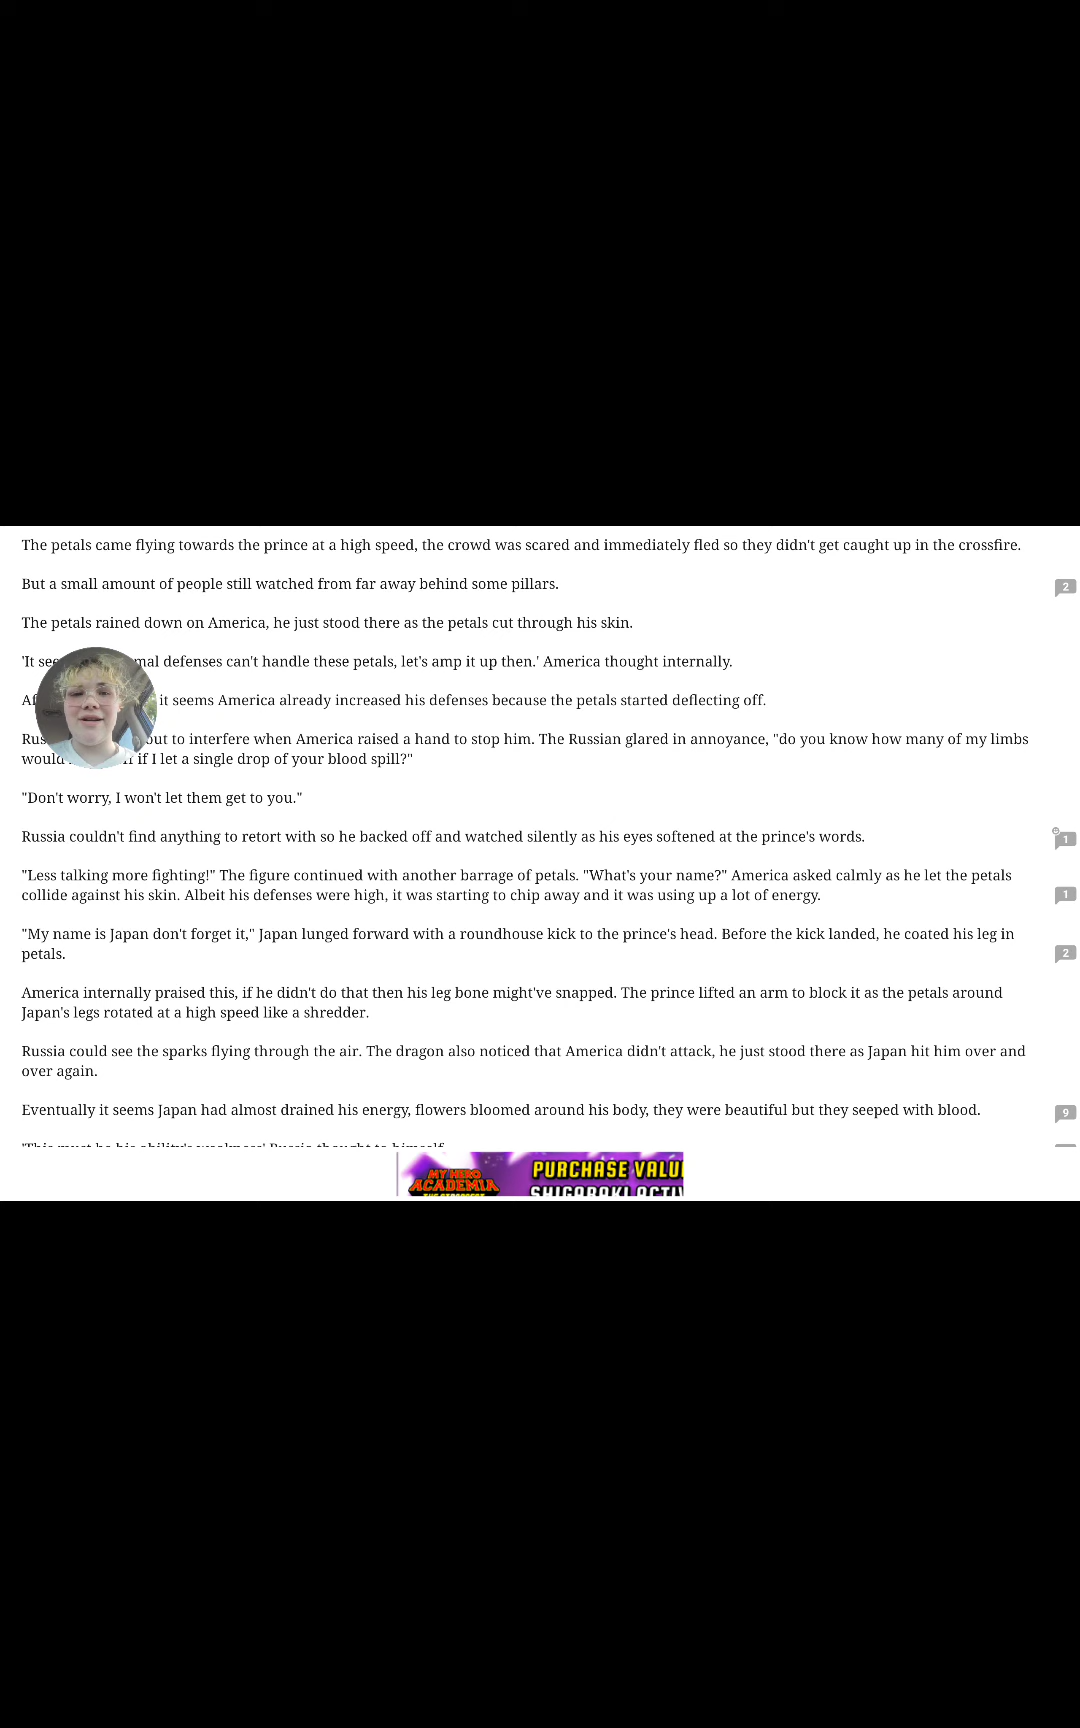 The petals came flying towards the prince at a high speed, the crowd was scared and immediately fled so they didn't get caught up in the crossfire.
But a small amount of people still watched from far away behind some pillars.
2
The petals rained down on America, he just stood there as the petals cut through his skin.
'It defenses can't handle these petals, let's amp it up then.' America thought internally.
it seems America already increased his defenses because the petals started deflecting off.
to interfere when America raised a hand to stop him. The Russian glared in annoyance, "do you know how many of my limbs
would if I let a single drop of your blood spill?"
"Don't worry, I won't let them get to you."
Russia couldn't find anything to retort with so he backed off and watched silently as his eyes softened at the prince's words.
1
"Less talking more fighting!" The figure continued with another barrage of petals. "What's your name?" America asked calmly as he let the petals
collide against his skin. Albeit his defenses were high, it was starting to chip away and it was using up a lot of energy.
1
"My name is Japan don't forget it," Japan lunged forward with a roundhouse kick to the prince's head. Before the kick landed, he coated his leg in
petals.
2
America internally praised this, if he didn't do that then his leg bone might've snapped. The prince lifted an arm to block it as the petals around
Japan's legs rotated at a high speed like a shredder.
Russia could see the sparks flying through the air. The dragon also noticed that America didn't attack, he just stood there as Japan hit him over and
over again.
Eventually it seems Japan had almost drained his energy, flowers bloomed around his body, they were beautiful but they seeped with blood.
9
MY HERO
ACADEMIA
PURCHASE